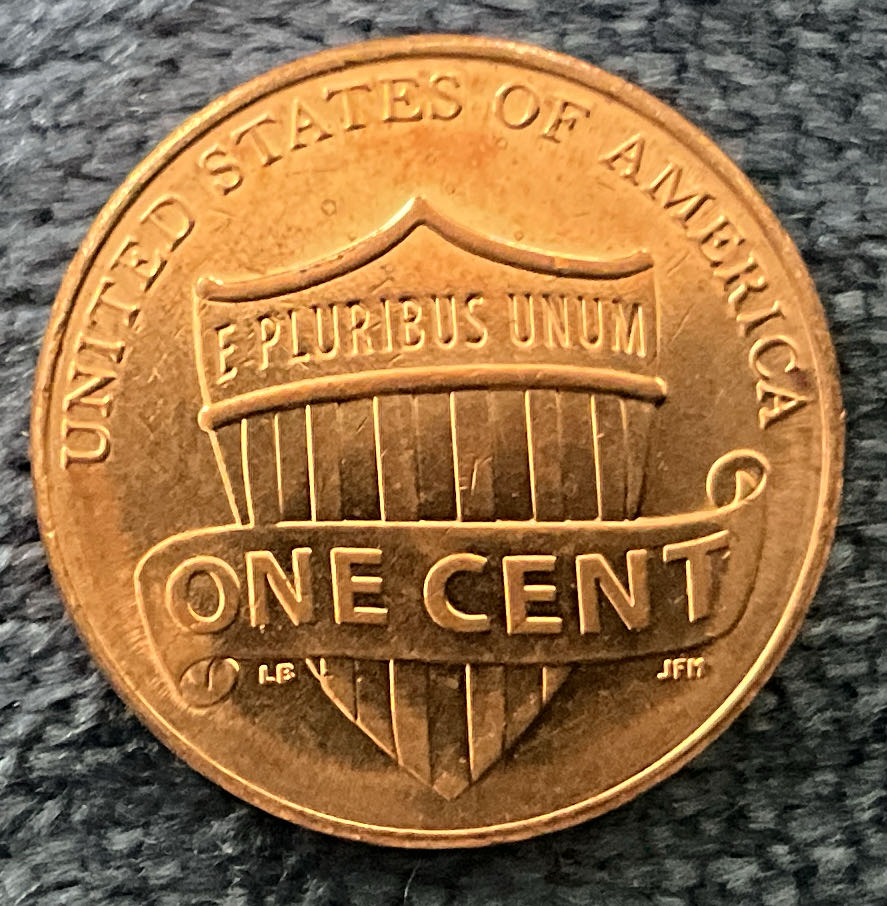 UNITED STATES OF AMERICA
E PLURIBUS UNUM
ONE CENT
LB JFM